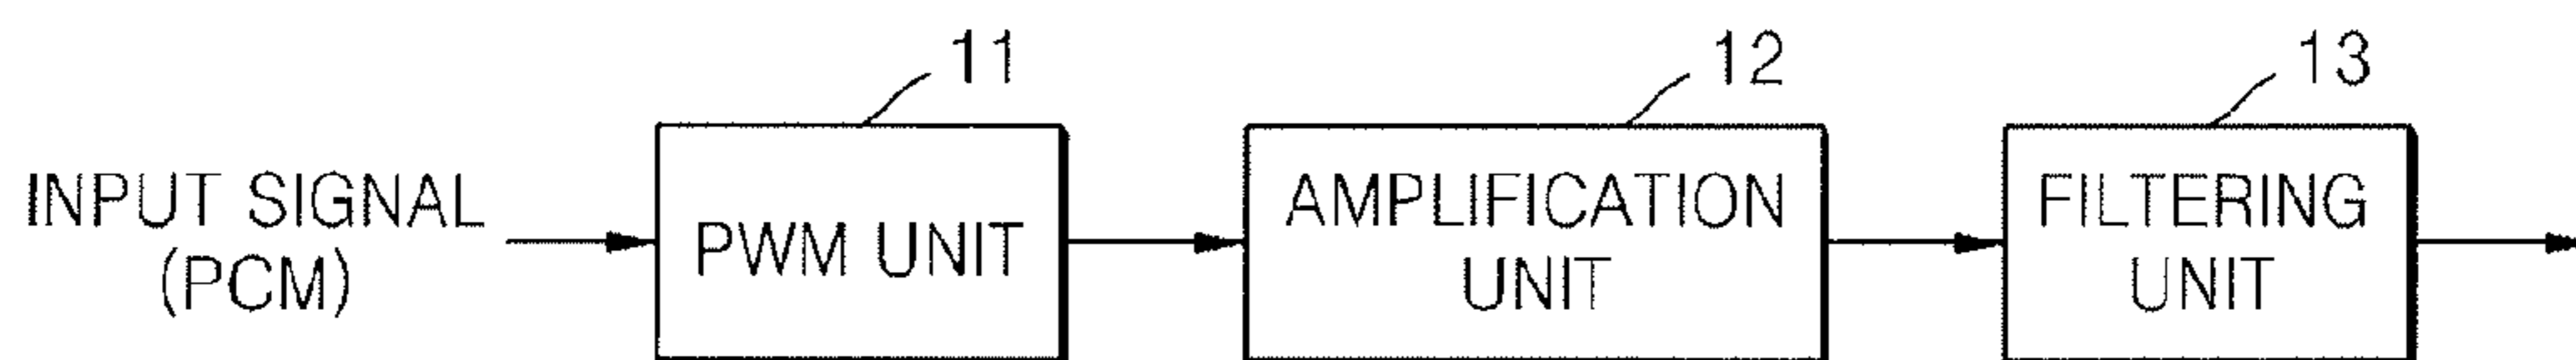 11
12
13
INPUT SIGNAL
(PCM)
PWM UNIT
AMPLIFICATION
UNIT
FILTERING
UNIT